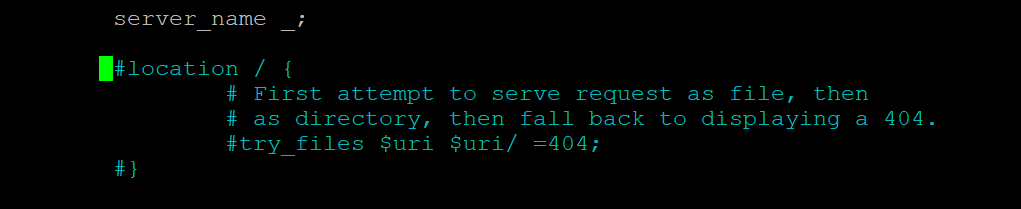 server_name _;
#location / {
# First attempt to serve request as file, then
# as directory, then fall back to displaying a 404.
#try_files $uri $uri/ =404;
#}